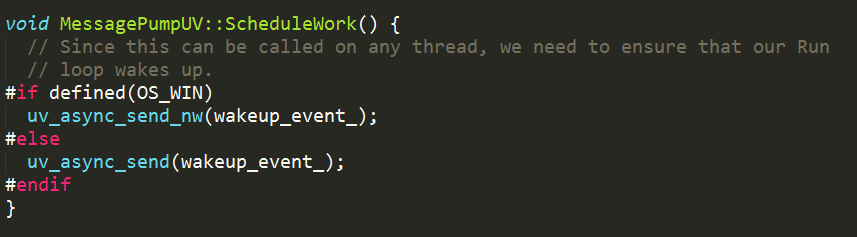 void MessagePumpUV::ScheduleWork() {
  // Since this can be called on any thread, we need to ensure that our Run
  // loop wakes up.
#if defined(OS_WIN)
  uv_async_send_nw(wakeup_event_);
#else
  uv_async_send(wakeup_event_);
#endif
}